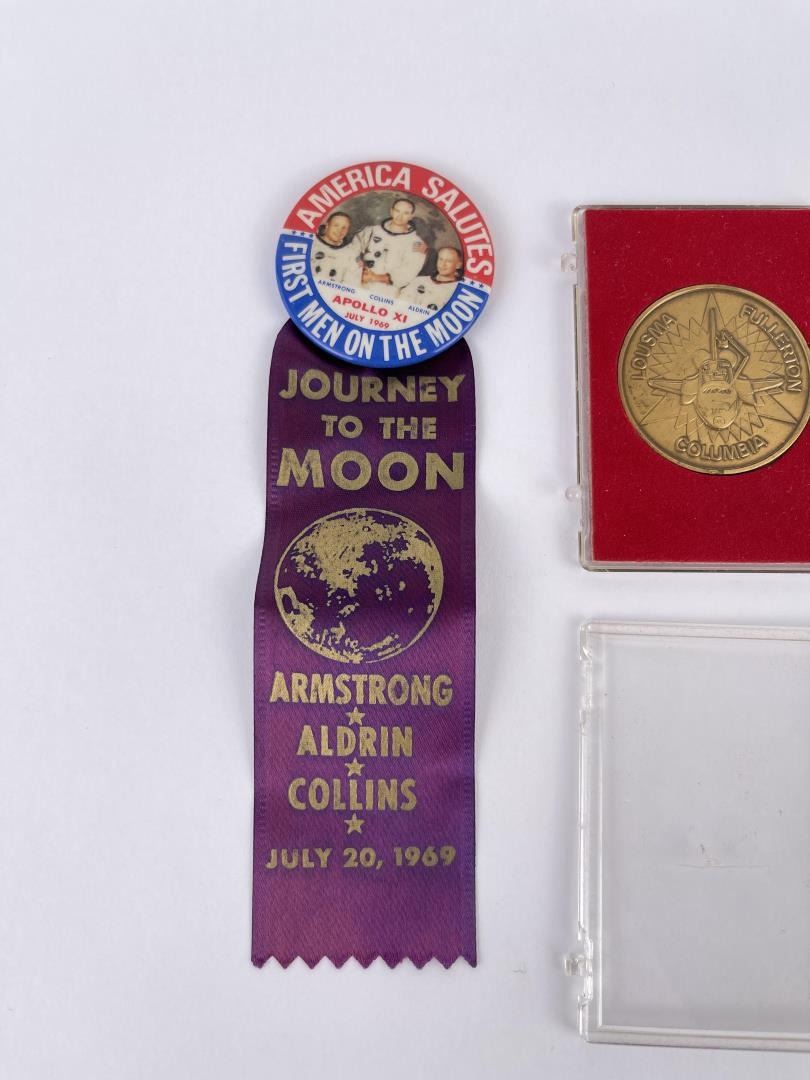 AMERICA SALUTES
ARMSTRONG COLLINS ALDRIN
APOLLO XI
JULY 1969
FIRST MEN ON THE MOON
JOURNEY
TO THE
MOON
ARMSTRONG
ALDRIN
COLLINS
JULY 20, 1969
LOUSMA FULLERTON
COLUMBIA